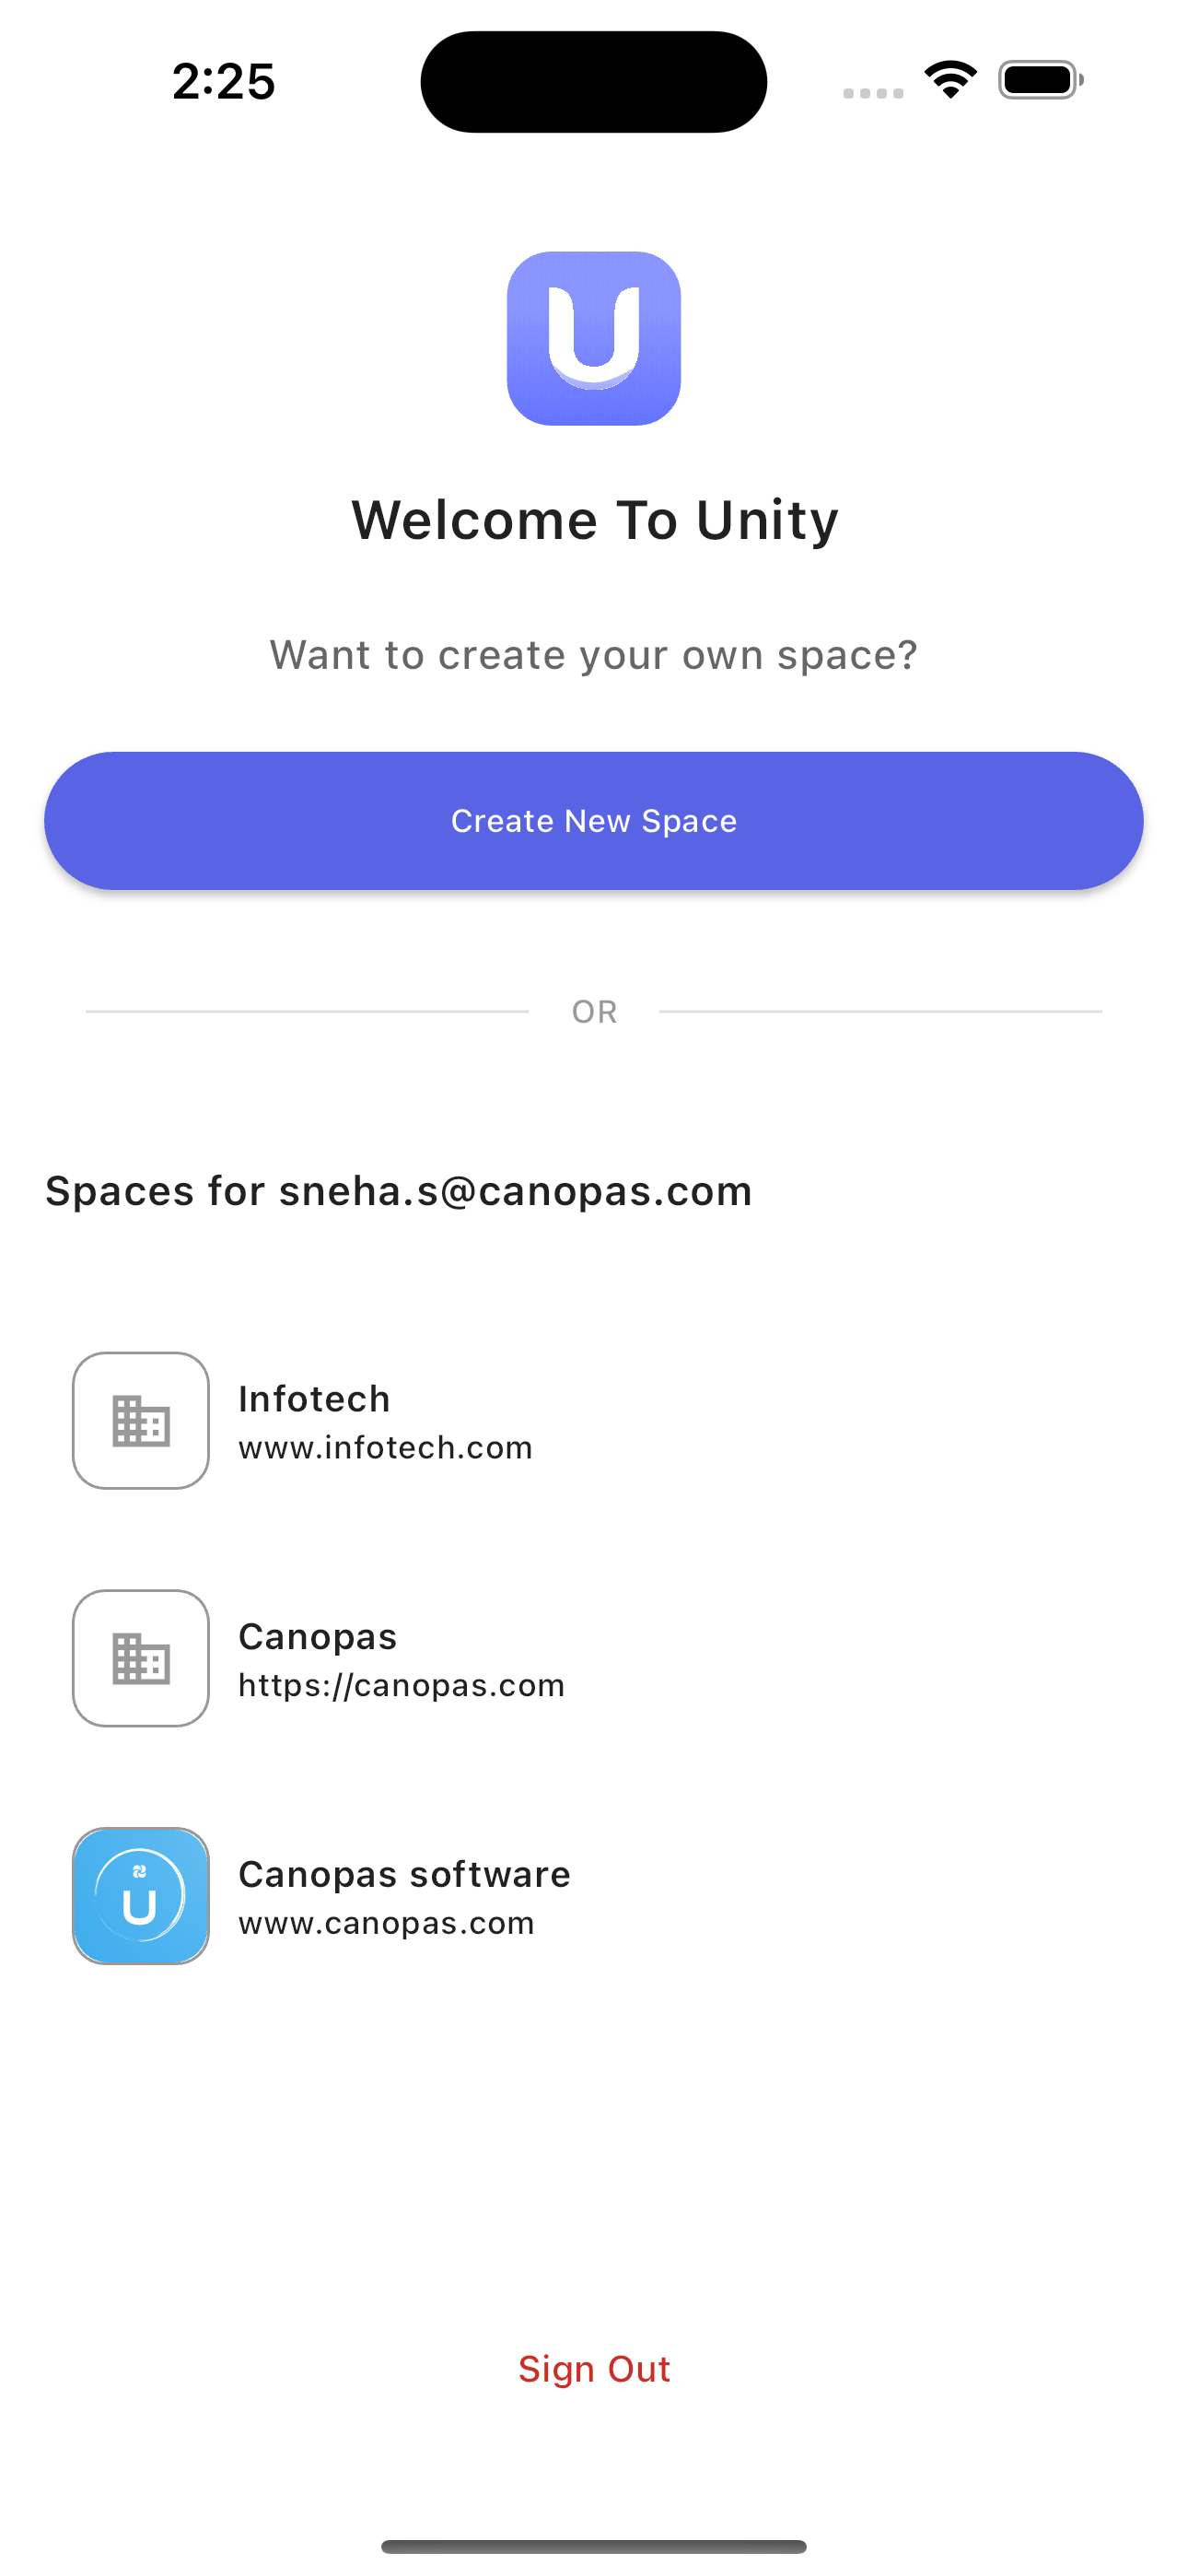 2:25
U
Welcome To Unity
Want to create your own space?
Create New Space
OR
Spaces for sneha.s@canopas.com
Infotech
www.infotech.com
Canopas
https://canopas.com
U
Canopas software
www.canopas.com
Sign Out